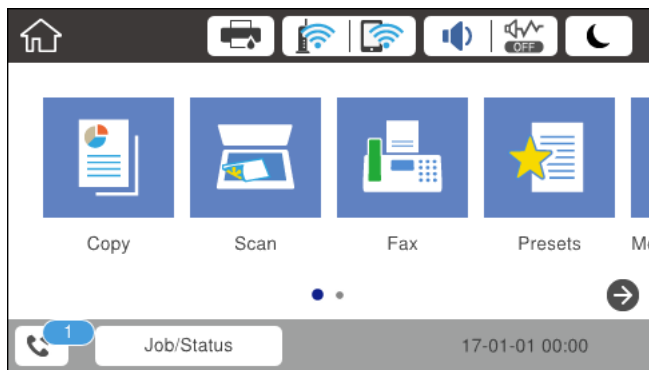 OFF
Copy
Scan
Fax
Presets
1
Job/Status
17-01-01 00:00